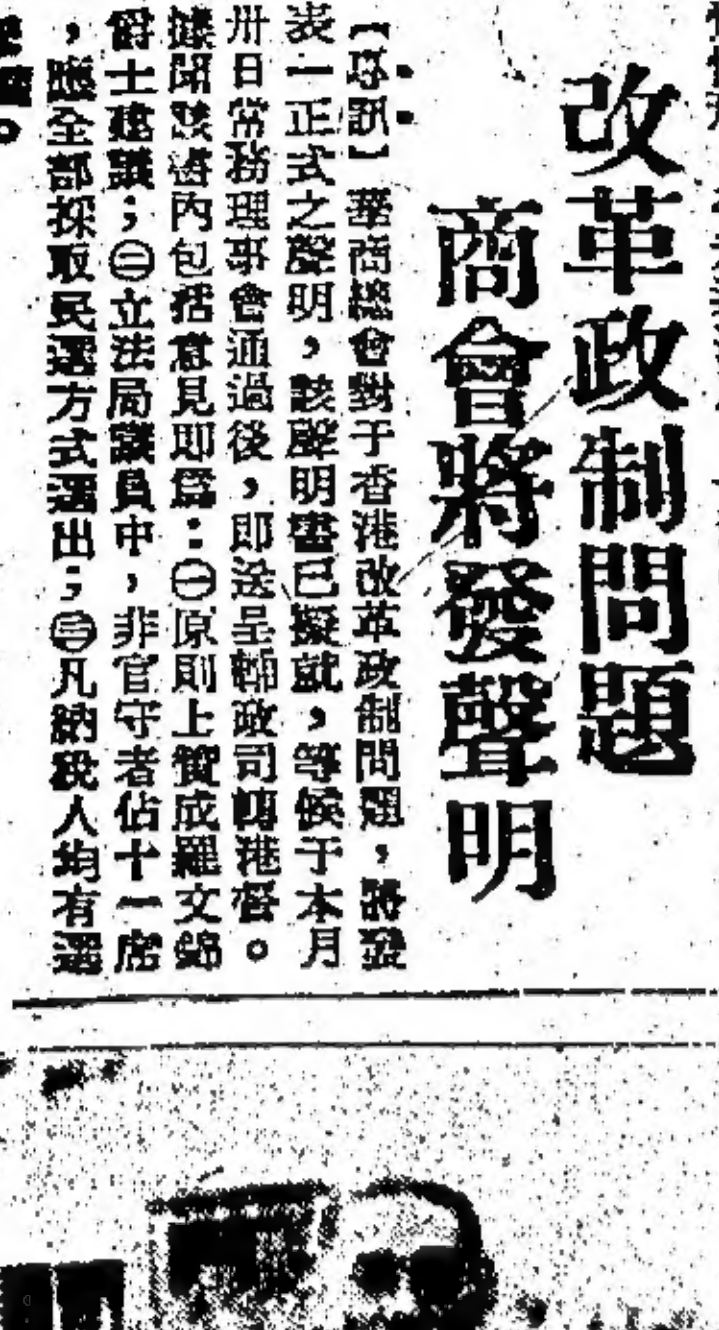 改革政制問題
商會將發聲明
【專訊】華商總會對于香港改革政制問題，將發
表一正式之聲明，該聲明書已擬就，等候于本月
卅日常務理事會通過後，即送呈輔政司轉港督。
據聞該書內包括意見即爲：㊀原則上贊成羅文錦
爵士建議；㊁立法局議員中，非官守者佔十一席
，應全部採取民選方式選出；㊂凡納稅人均有選